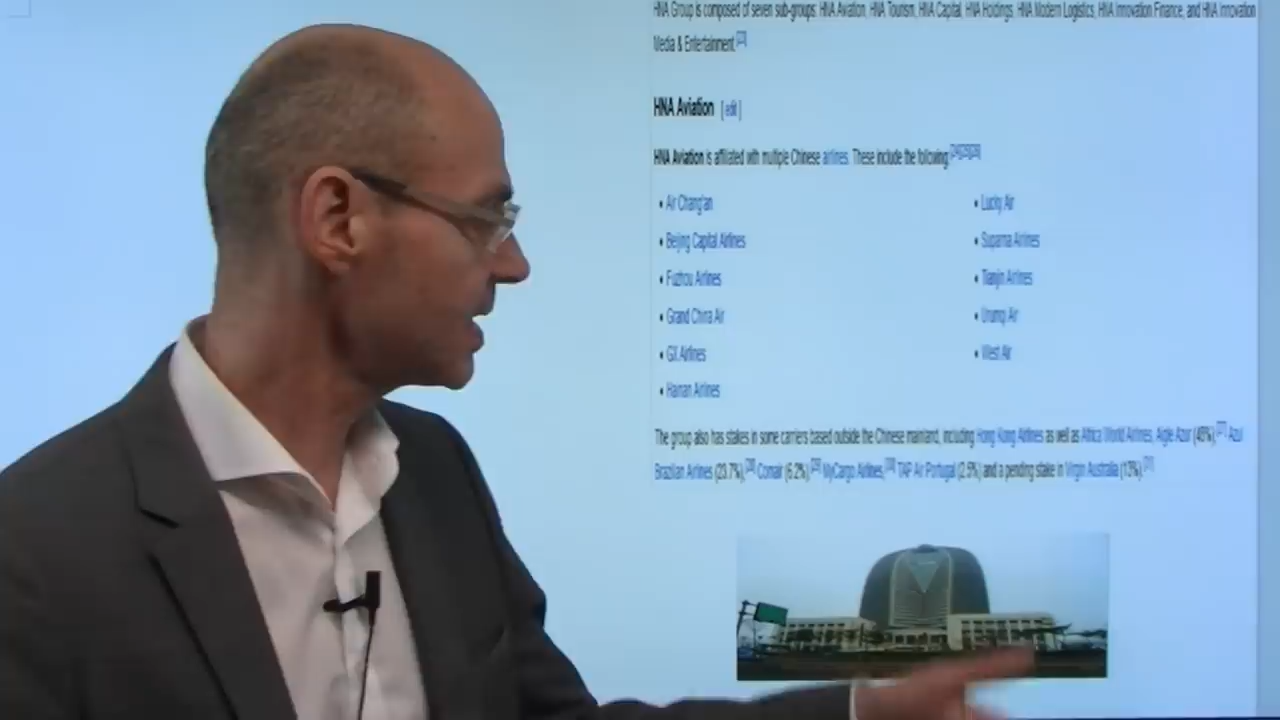 HNA Group is composed of seven sub-groups: HNA Aviation, HNA Tourism, HNA Capital, HNA Holdings, HNA Modern Logistics, HNA Innovation Finance, and HNA Innovation
Media & Entertainment.[23]
HNA Aviation [ edit ]
HNA Aviation is affiliated with multiple Chinese airlines. These include the following:
• Air Chang'an
• Beijing Capital Airlines
• Fuzhou Airlines
• Grand China Air
• GX Airlines
• Hainan Airlines
• Lucky Air
• Suparna Airlines
• Tianjin Airlines
• Urumqi Air
• West Air
The group also has stakes in some carriers based outside the Chinese mainland, including Hong Kong Airlines as well as Africa World Airlines, Aigle Azur (48%), Azul
Brazilian Airlines (23.7%), Comair (6.2%), MyCargo Airlines, TAP Air Portugal (2.5%) and a pending stake in Virgin Australia (13%).